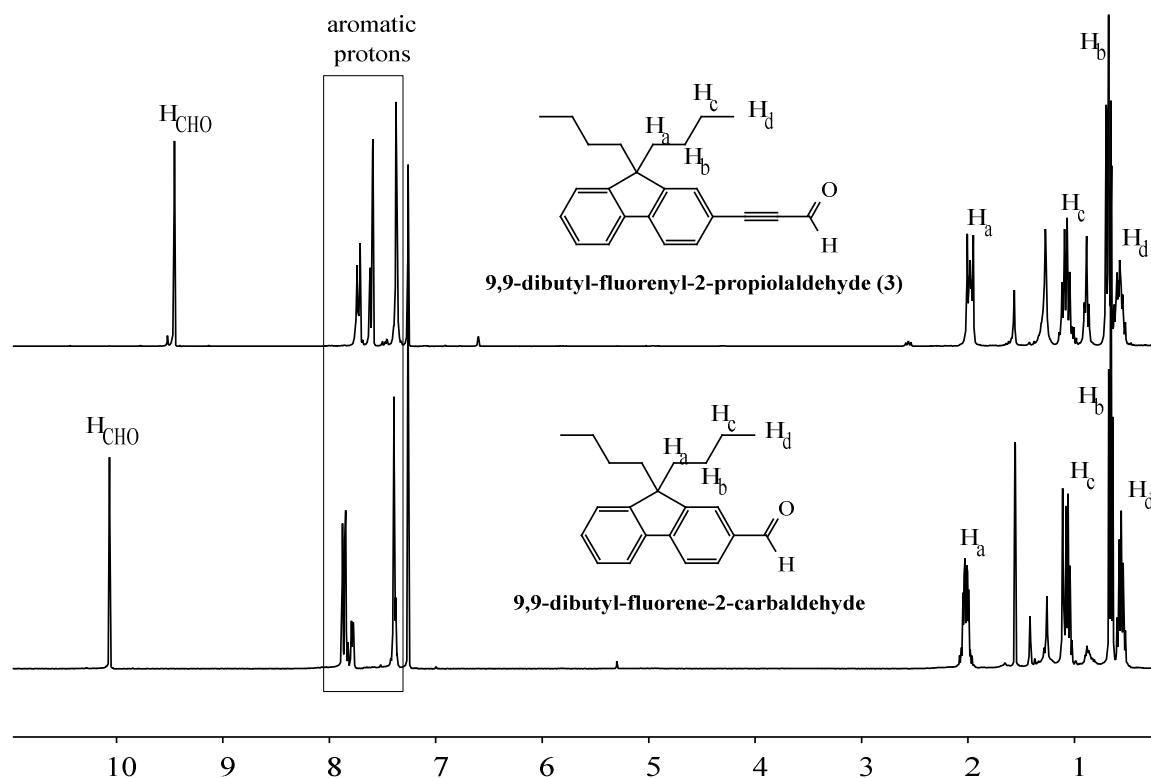 aromatic
protons
H_CHO
H_b
H_c
H_d
H_a
H_b
O
H
H_a
H_c
H_d
9,9-dibutyl-fluorenyl-2-propiolaldehyde (3)
H_CHO
H_b
H_c
H_d
H_a
H_b
O
H
H_a
H_c
H_d
9,9-dibutyl-fluorene-2-carbaldehyde
10 9 8 7 6 5 4 3 2 1